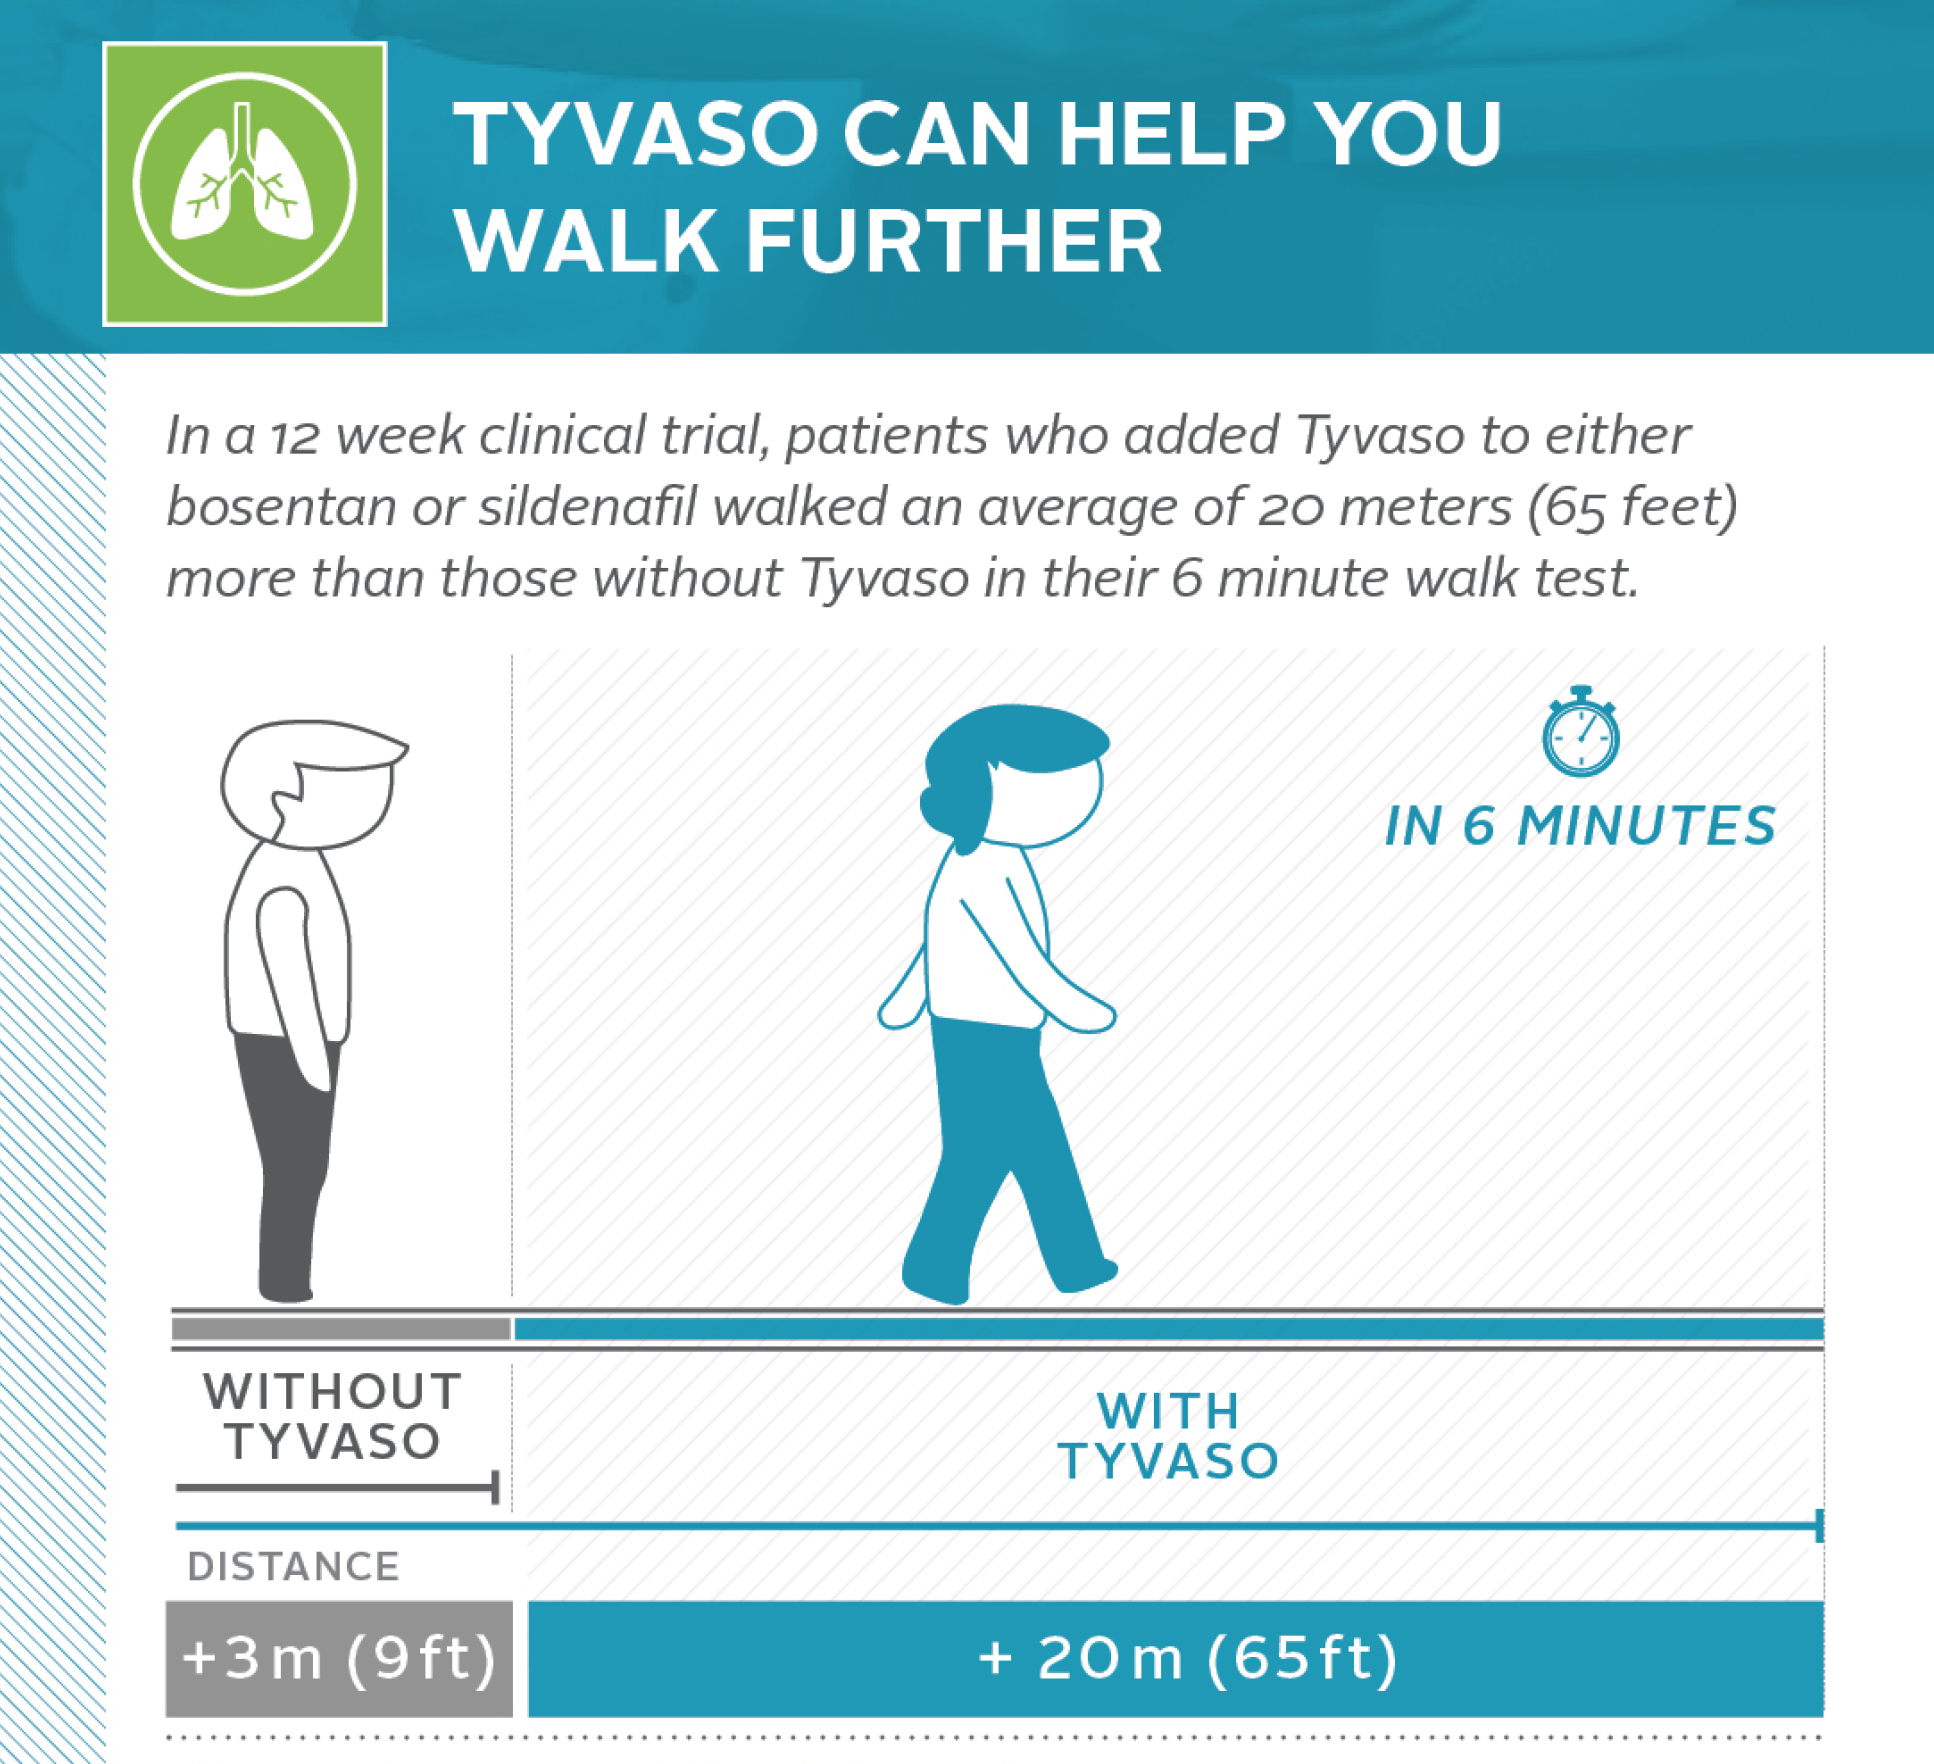 TYVASO CAN HELP YOU
WALK FURTHER
In a 12 week clinical trial, patients who added Tyvaso to either
bosentan or sildenafil walked an average of 20 meters (65 feet)
more than those without Tyvaso in their 6 minute walk test.
IN 6 MINUTES
WITHOUT
TYVASO
WITH
TYVASO
DISTANCE
+3m (9ft)
+ 20m (65ft)